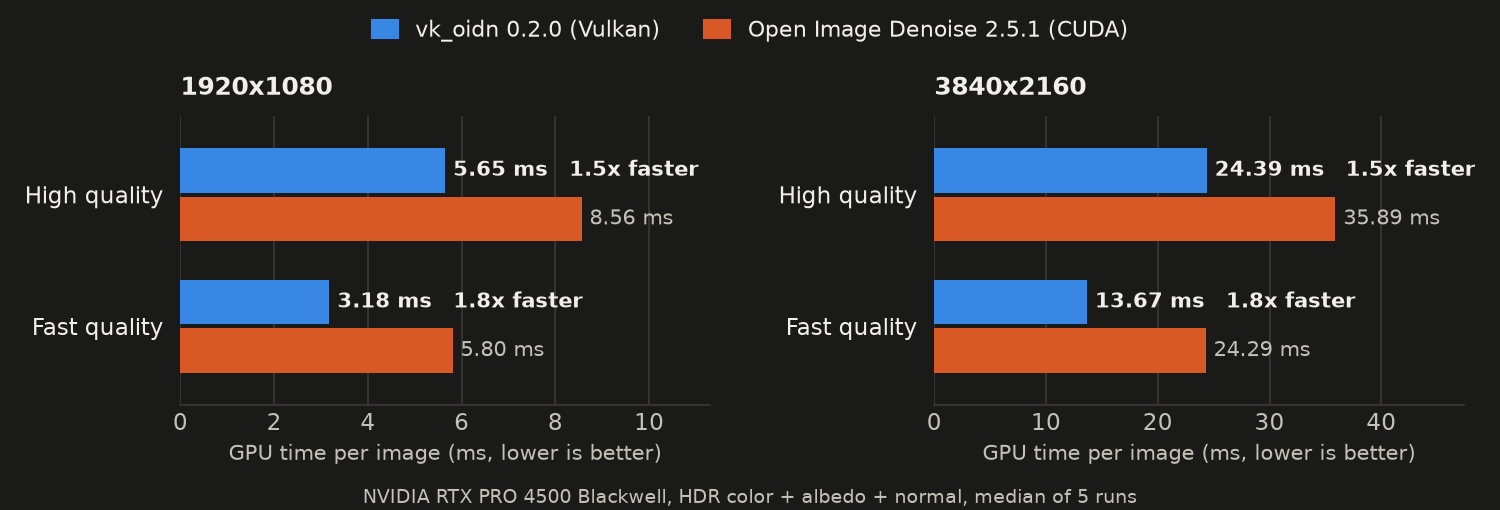 vk_oidn 0.2.0 (Vulkan) Open Image Denoise 2.5.1 (CUDA)
1920x1080
High quality
5.65 ms 1.5x faster
8.56 ms
Fast quality
3.18 ms 1.8x faster
5.80 ms
0 2 4 6 8 10
GPU time per image (ms, lower is better)
3840x2160
High quality
24.39 ms 1.5x faster
35.89 ms
Fast quality
13.67 ms 1.8x faster
24.29 ms
0 10 20 30 40
GPU time per image (ms, lower is better)
NVIDIA RTX PRO 4500 Blackwell, HDR color + albedo + normal, median of 5 runs